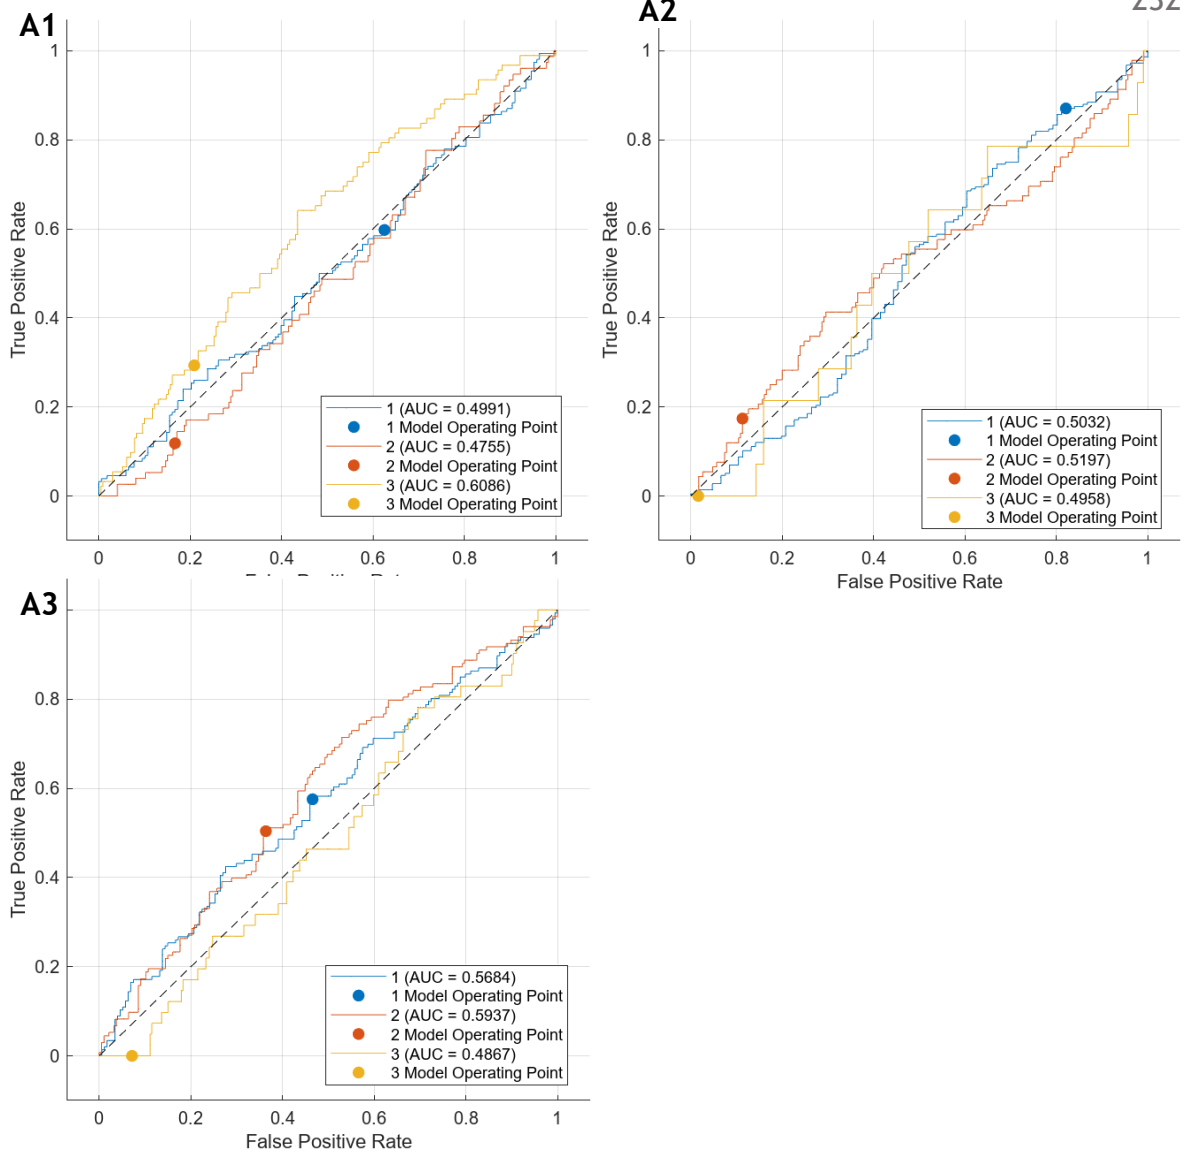 A1
1
0.8
0.6
0.4
0.2
0
True Positive Rate
0 0.2 0.4 0.6 0.8 1
False Positive Rate
1 (AUC = 0.4991)
1 Model Operating Point
2 (AUC = 0.4755)
2 Model Operating Point
3 (AUC = 0.6086)
3 Model Operating Point
A2
232
1
0.8
0.6
0.4
0.2
0
True Positive Rate
0 0.2 0.4 0.6 0.8 1
False Positive Rate
1 (AUC = 0.5032)
1 Model Operating Point
2 (AUC = 0.5197)
2 Model Operating Point
3 (AUC = 0.4958)
3 Model Operating Point
A3
0.8
0.6
0.4
0.2
0
True Positive Rate
0 0.2 0.4 0.6 0.8 1
False Positive Rate
1 (AUC = 0.5684)
1 Model Operating Point
2 (AUC = 0.5937)
2 Model Operating Point
3 (AUC = 0.4867)
3 Model Operating Point